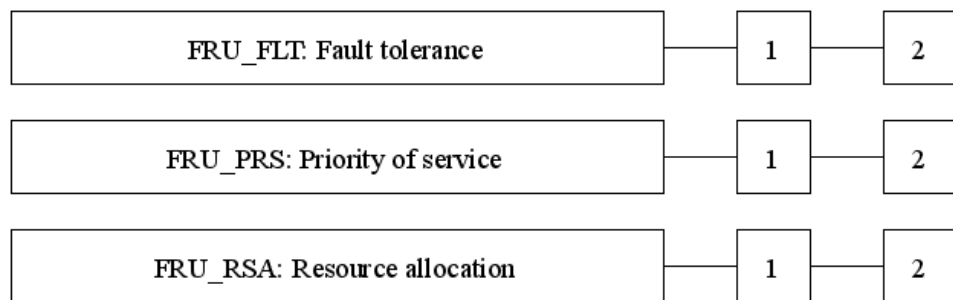 FRU_FLT: Fault tolerance 1 2
FRU_PRS: Priority of service 1 2
FRU_RSA: Resource allocation 1 2